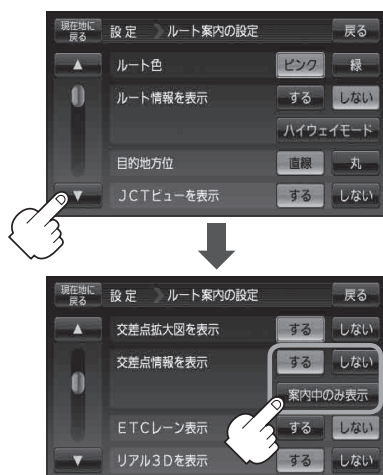 現在地に
戻る
設定 ルート案内の設定 戻る
▲ ルート色 ピンク 緑
ルート情報を表示 する しない
ハイウェイモード
目的地方位 直線 丸
▼ JCTビューを表示 する しない
現在地に
戻る
設定 ルート案内の設定 戻る
▲ 交差点拡大図を表示 する しない
交差点情報を表示 する しない
案内中のみ表示
ETCレーン表示 する しない
▼ リアル3Dを表示 する しない